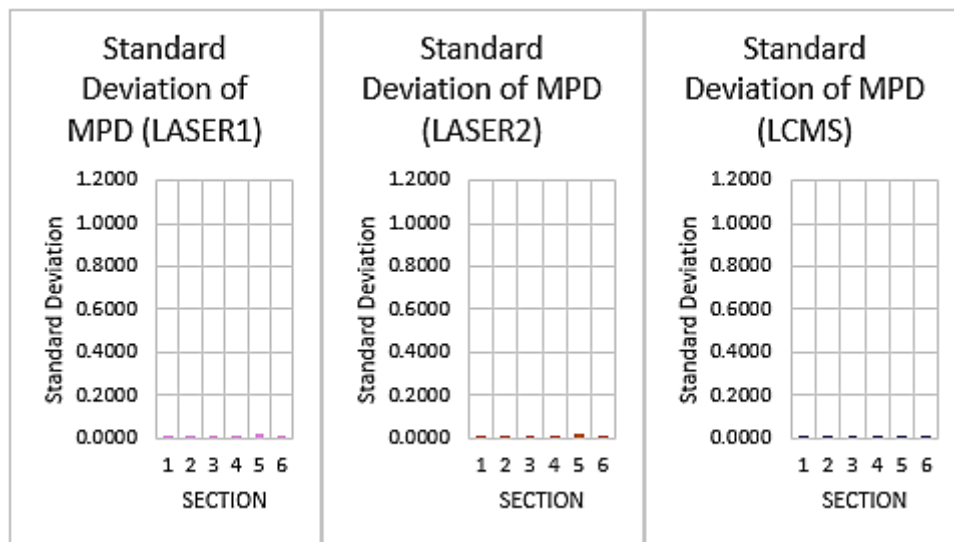 Standard
Deviation of
MPD (LASER1)
1.2000
1.0000
0.8000
0.6000
0.4000
0.2000
0.0000
Standard Deviation
1 2 3 4 5 6
SECTION
Standard
Deviation of MPD
(LASER2)
1.2000
1.0000
0.8000
0.6000
0.4000
0.2000
0.0000
Standard Deviation
1 2 3 4 5 6
SECTION
Standard
Deviation of MPD
(LCMS)
1.2000
1.0000
0.8000
0.6000
0.4000
0.2000
0.0000
Standard Deviation
1 2 3 4 5 6
SECTION